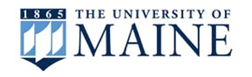 1865 THE UNIVERSITY OF
MAINE